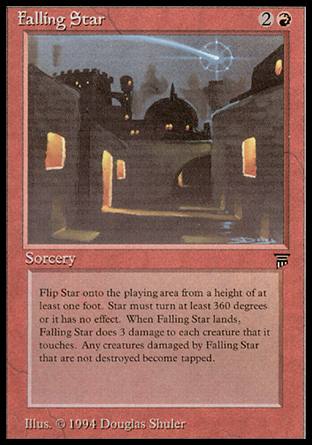 Falling Star 2
Sorcery
Flip Star onto the playing area from a height of at
least one foot. Star must turn at least 360 degrees
or it has no effect. When Falling Star lands,
Falling Star does 3 damage to each creature that it
touches. Any creatures damaged by Falling Star
that are not destroyed become tapped.
Illus. © 1994 Douglas Shuler